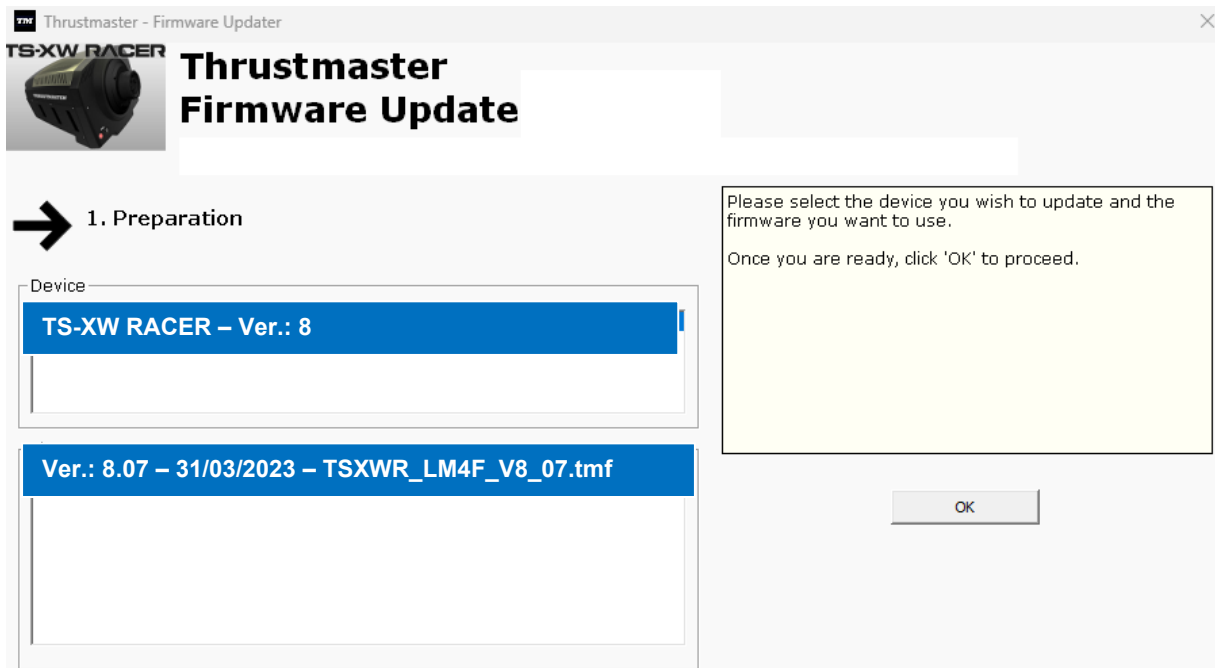 TM Thrustmaster - Firmware Updater
TS-XW RACER
Thrustmaster
Firmware Update
1. Preparation
Device
TS-XW RACER – Ver.: 8
Ver.: 8.07 – 31/03/2023 – TSXWR_LM4F_V8_07.tmf
Please select the device you wish to update and the
firmware you want to use.
Once you are ready, click 'OK' to proceed.
OK